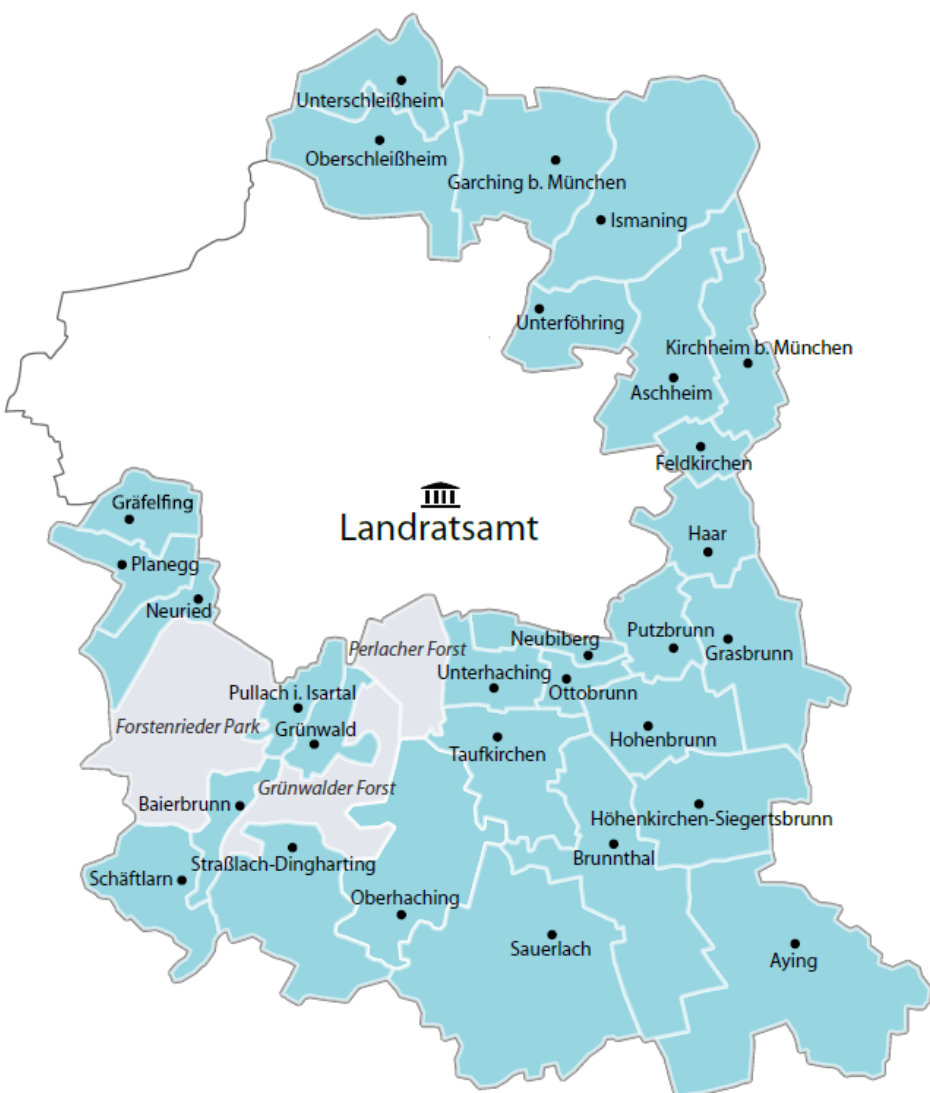 Unterschleißheim
Oberschleißheim
Garching b. München
Ismaning
Unterföhring
Kirchheim b. München
Aschheim
Feldkirchen
Gräfelfing
Landratsamt
Haar
Planegg
Neuried
Perlacher Forst
Neubiberg
Putzbrunn
Grasbrunn
Unterhaching
Ottobrunn
Pullach i. Isartal
Forstenrieder Park
Grünwald
Taufkirchen
Hohenbrunn
Grünwalder Forst
Baierbrunn
Höhenkirchen-Siegertsbrunn
Straßlach-Dingharting
Brunnthal
Schäftlarn
Oberhaching
Sauerlach
Aying